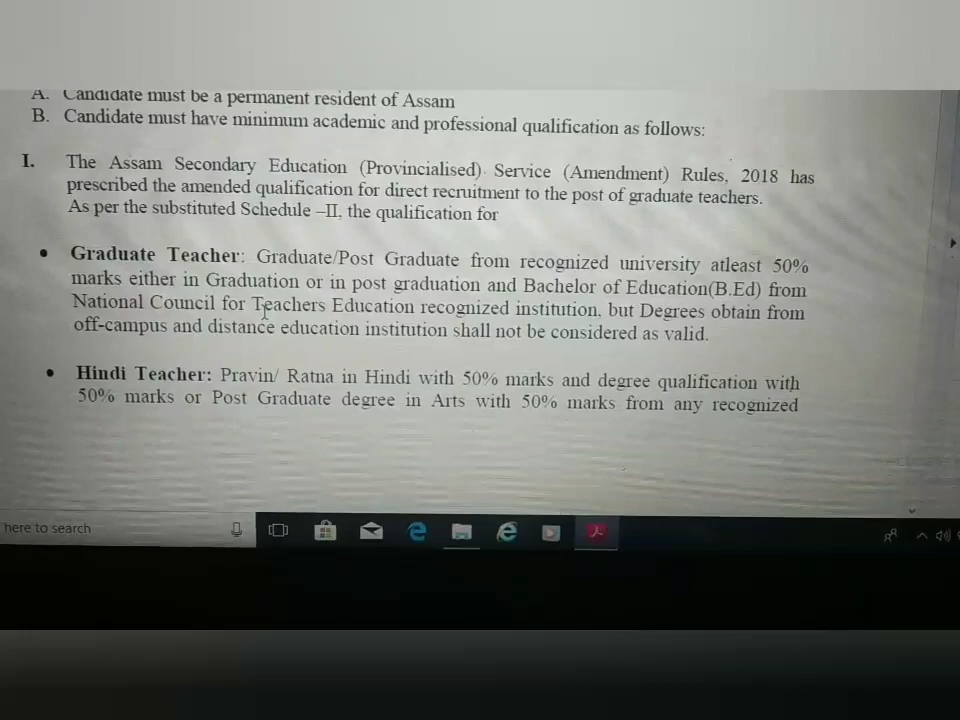 A. Candidate must be a permanent resident of Assam
B. Candidate must have minimum academic and professional qualification as follows:
I. The Assam Secondary Education (Provincialised) Service (Amendment) Rules, 2018 has
prescribed the amended qualification for direct recruitment to the post of graduate teachers.
As per the substituted Schedule –II, the qualification for
• Graduate Teacher: Graduate/Post Graduate from recognized university atleast 50%
marks either in Graduation or in post graduation and Bachelor of Education(B.Ed) from
National Council for Teachers Education recognized institution, but Degrees obtain from
off-campus and distance education institution shall not be considered as valid.
• Hindi Teacher: Pravin/ Ratna in Hindi with 50% marks and degree qualification with
50% marks or Post Graduate degree in Arts with 50% marks from any recognized
here to search